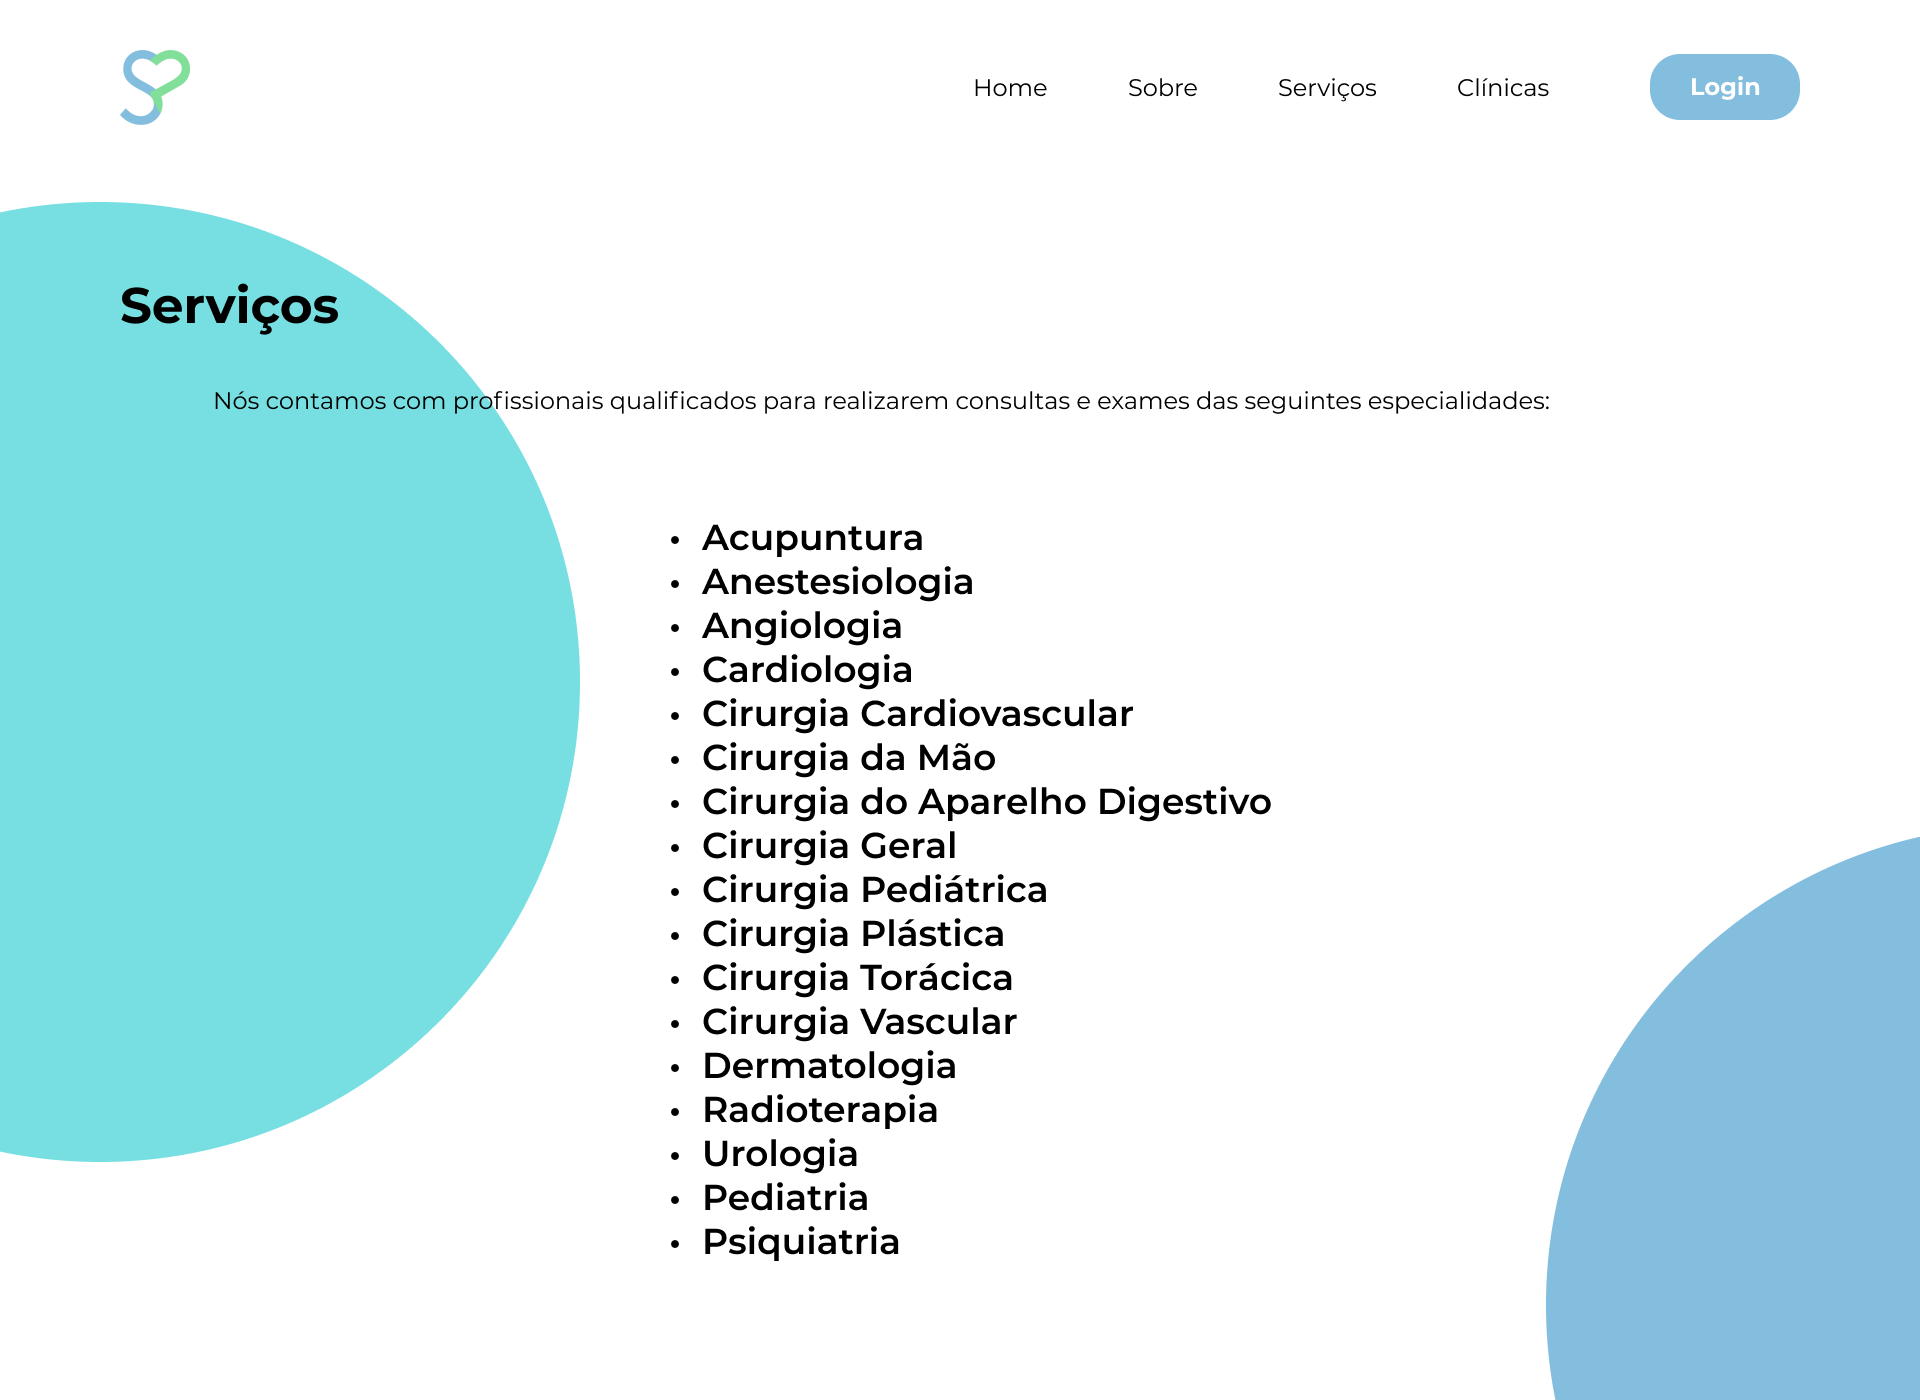 Home Sobre Serviços Clínicas Login
Serviços
Nós contamos com profissionais qualificados para realizarem consultas e exames das seguintes especialidades:
• Acupuntura
• Anestesiologia
• Angiologia
• Cardiologia
• Cirurgia Cardiovascular
• Cirurgia da Mão
• Cirurgia do Aparelho Digestivo
• Cirurgia Geral
• Cirurgia Pediátrica
• Cirurgia Plástica
• Cirurgia Torácica
• Cirurgia Vascular
• Dermatologia
• Radioterapia
• Urologia
• Pediatria
• Psiquiatria